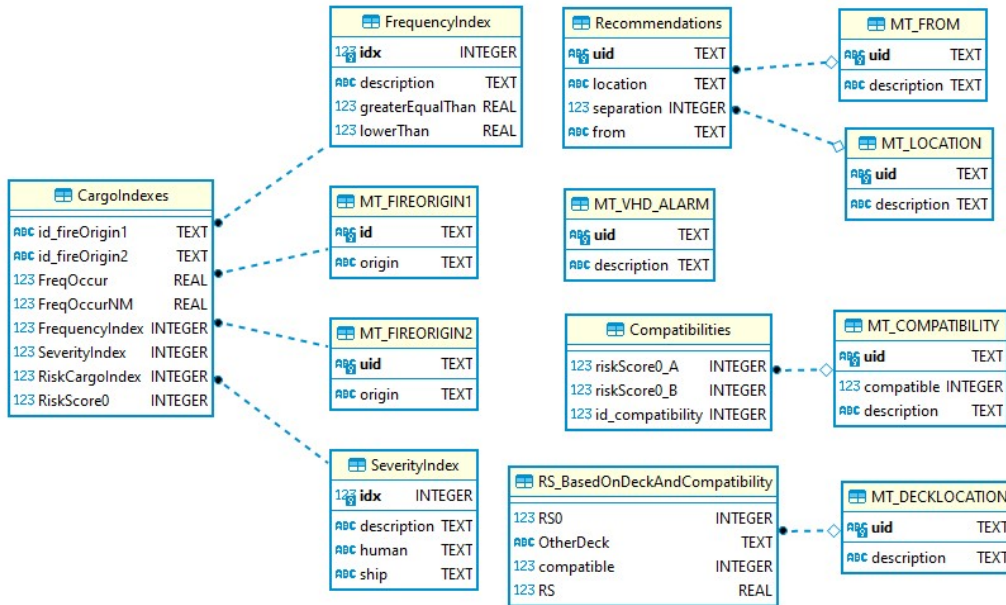 FrequencyIndex
123 idx INTEGER
ABC description TEXT
123 greaterEqualThan REAL
123 lowerThan REAL
Recommendations
ABC uid TEXT
ABC location TEXT
123 separation INTEGER
ABC from TEXT
MT_FROM
ABC uid TEXT
ABC description TEXT
MT_LOCATION
ABC uid TEXT
ABC description TEXT
CargoIndexes
ABC id_fireOrigin1 TEXT
ABC id_fireOrigin2 TEXT
123 FreqOccur REAL
123 FreqOccurNM REAL
123 FrequencyIndex INTEGER
123 SeverityIndex INTEGER
123 RiskCargoIndex INTEGER
123 RiskScore0 INTEGER
MT_FIREORIGIN1
ABC id TEXT
ABC origin TEXT
MT_VHD_ALARM
ABC uid TEXT
ABC description TEXT
MT_FIREORIGIN2
ABC uid TEXT
ABC origin TEXT
Compatibilities
123 riskScore0_A INTEGER
123 riskScore0_B INTEGER
123 id_compatibility INTEGER
MT_COMPATIBILITY
ABC uid TEXT
123 compatible INTEGER
ABC description TEXT
SeverityIndex
123 idx INTEGER
ABC description TEXT
ABC human TEXT
ABC ship TEXT
RS_BasedOnDeckAndCompatibility
123 RS0 INTEGER
ABC OtherDeck TEXT
123 compatible INTEGER
123 RS REAL
MT_DECKLOCATION
ABC uid TEXT
ABC description TEXT